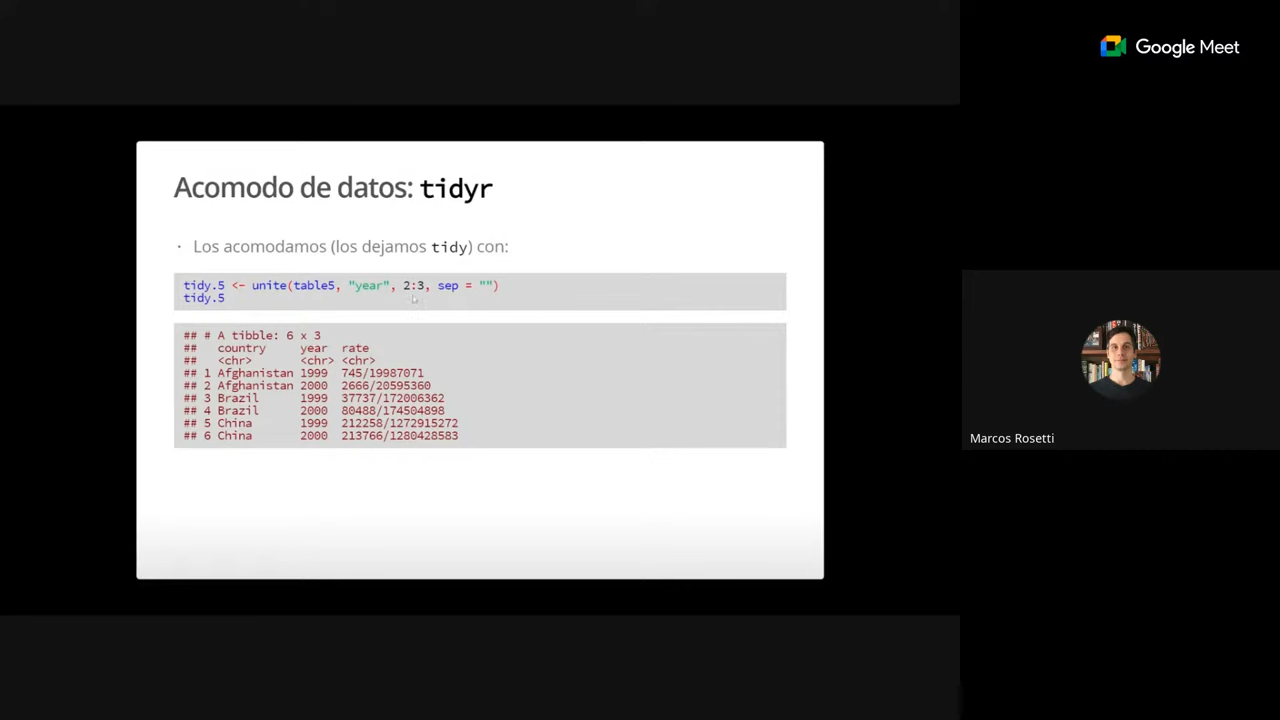 Google Meet
Acomodo de datos: tidyr
· Los acomodamos (los dejamos tidy) con:
tidy.5 <- unite(table5, "year", 2:3, sep = "")
tidy.5
## # A tibble: 6 x 3
##   country     year  rate
##   <chr>       <chr> <chr>
## 1 Afghanistan 1999  745/19987071
## 2 Afghanistan 2000  2666/20595360
## 3 Brazil      1999  37737/172006362
## 4 Brazil      2000  80488/174504898
## 5 China       1999  212258/1272915272
## 6 China       2000  213766/1280428583
Marcos Rosetti